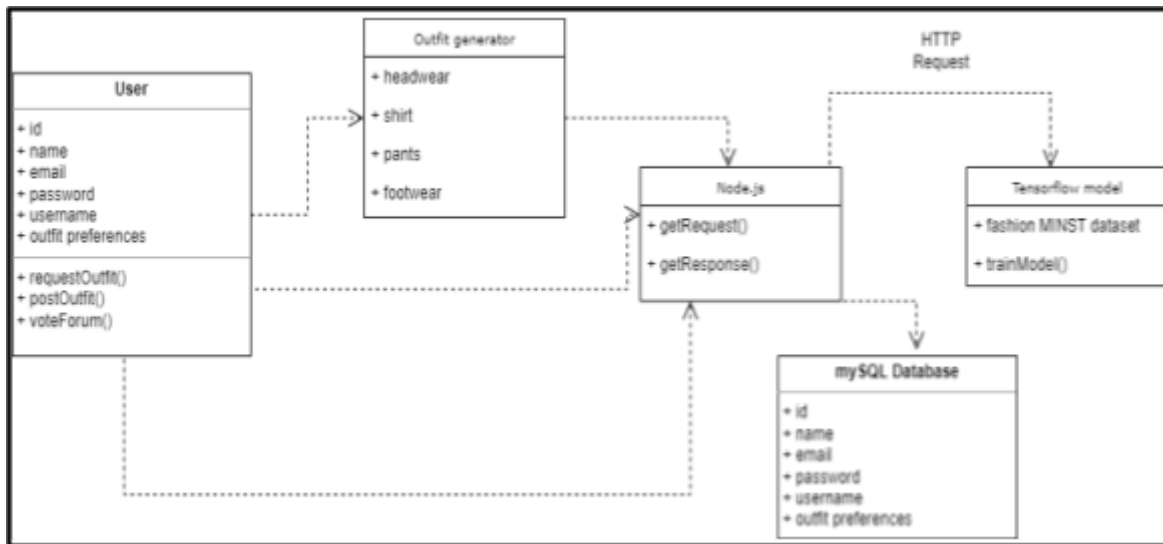 User
+ id
+ name
+ email
+ password
+ username
+ outfit preferences
+ requestOutfit()
+ postOutfit()
+ voteForum()
Outfit generator
+ headwear
+ shirt
+ pants
+ footwear
HTTP
Request
Node.js
+ getRequest()
+ getResponse()
Tensorflow model
+ fashion MINST dataset
+ trainModel()
mySQL Database
+ id
+ name
+ email
+ password
+ username
+ outfit preferences